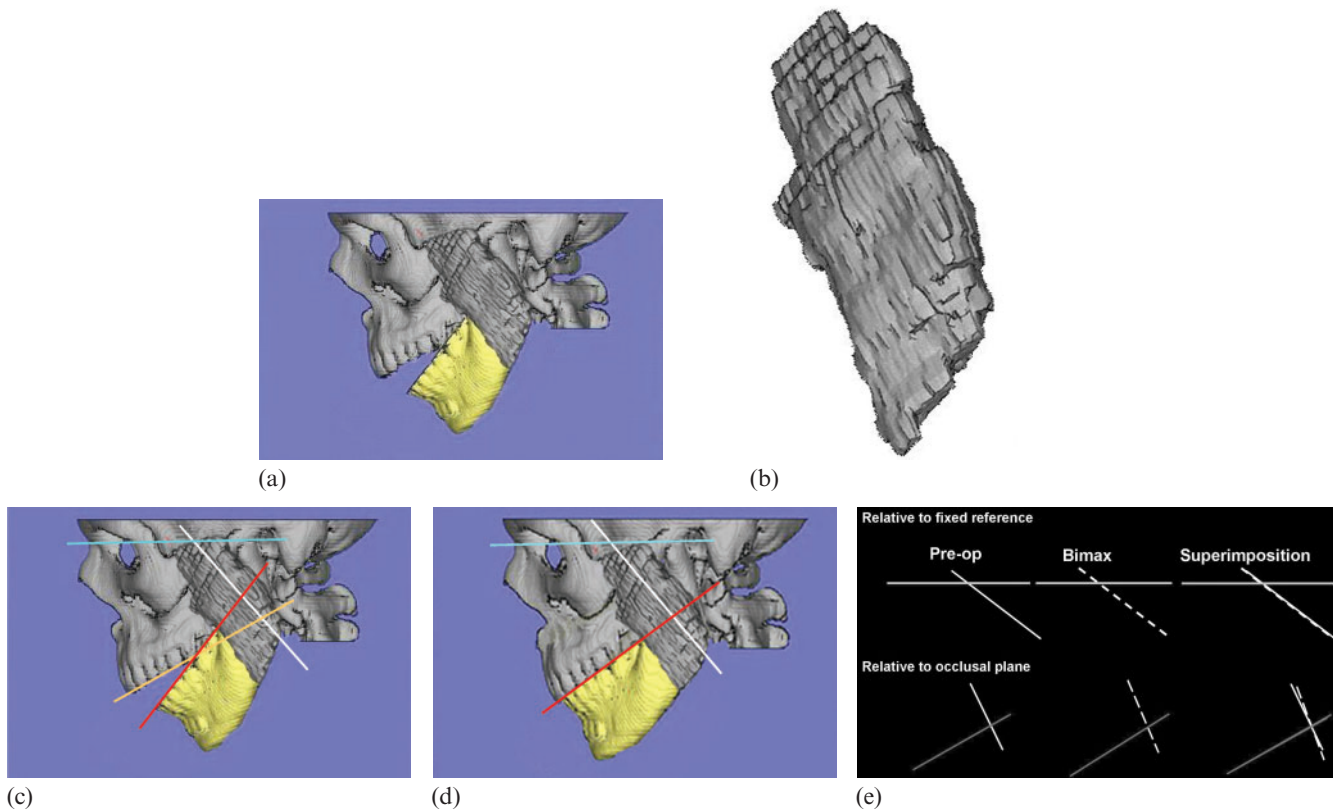 (a)
(b)
Relative to fixed reference
Pre-op
Bimax
Superimposition
Relative to occlusal plane
(c)
(d)
(e)